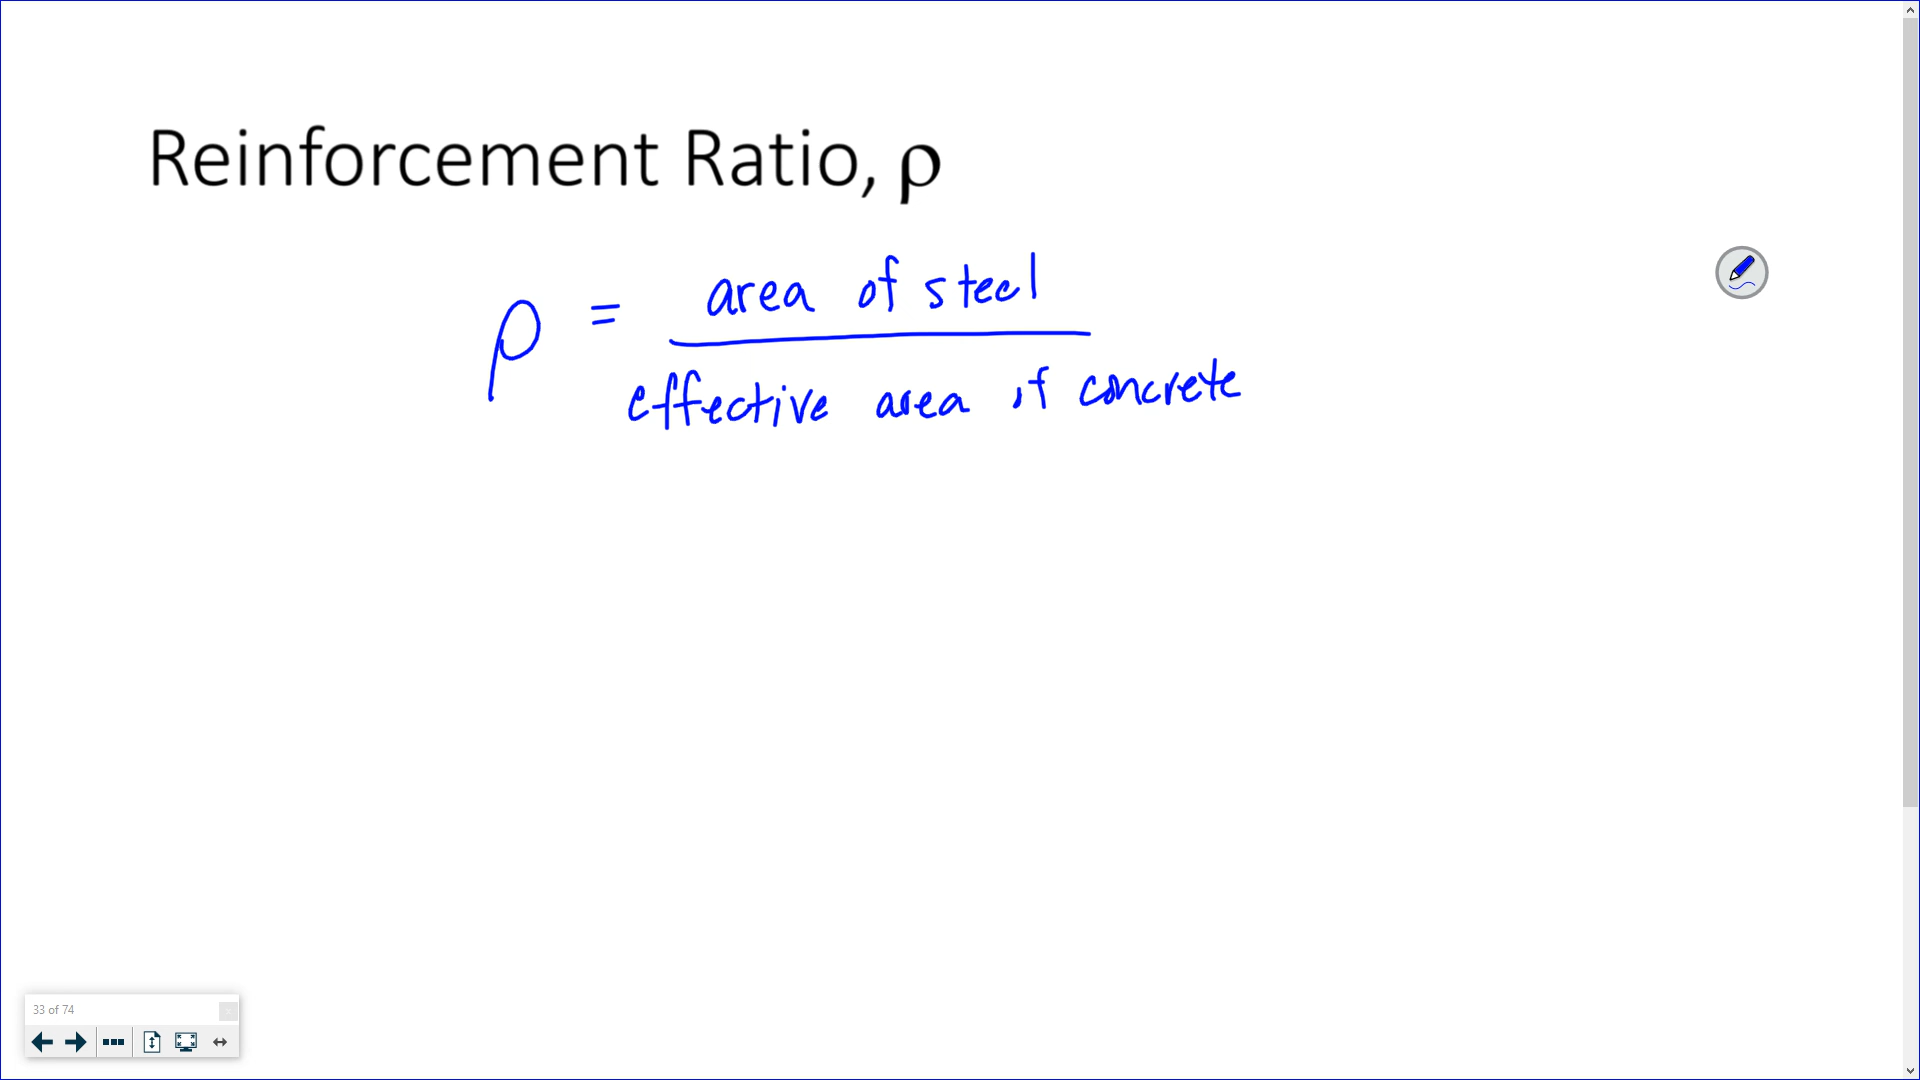 Reinforcement Ratio, ρ
ρ = area of steel
effective area of concrete
33 of 74